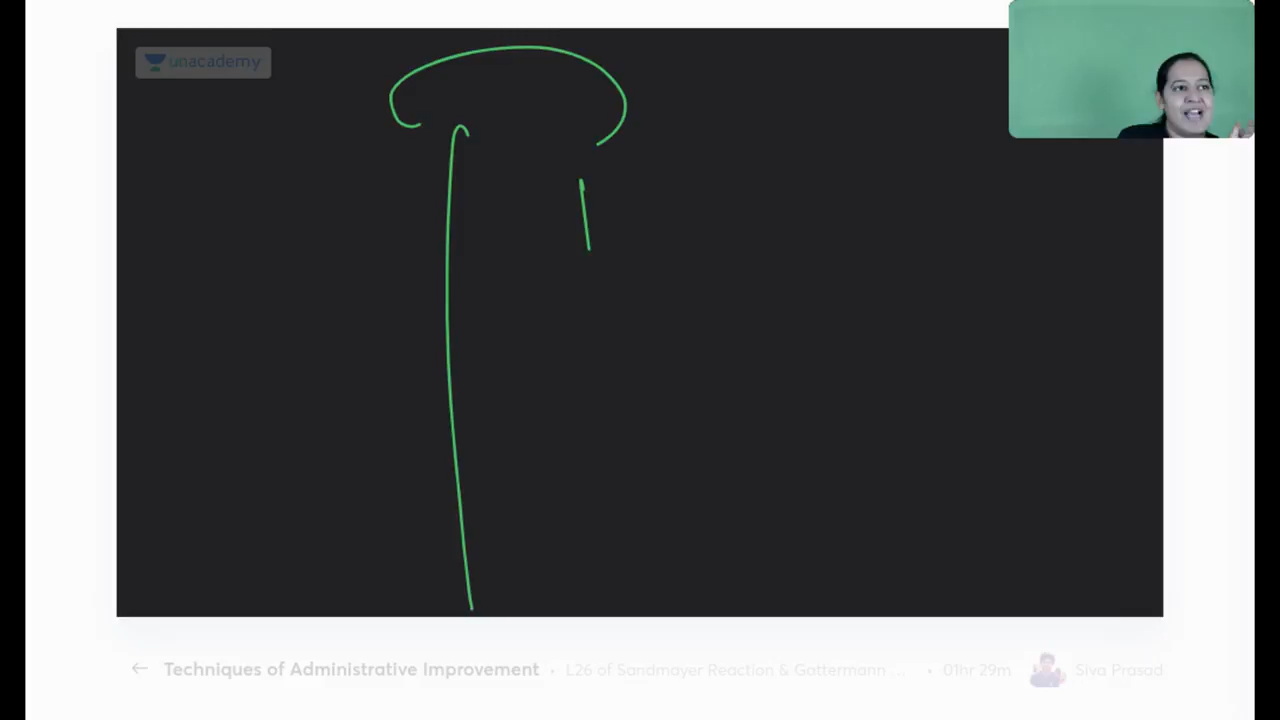 unacademy
← Techniques of Administrative Improvement • L26 of Sandmayer Reaction & Gattermann ... • 01hr 29m Siva Prasad